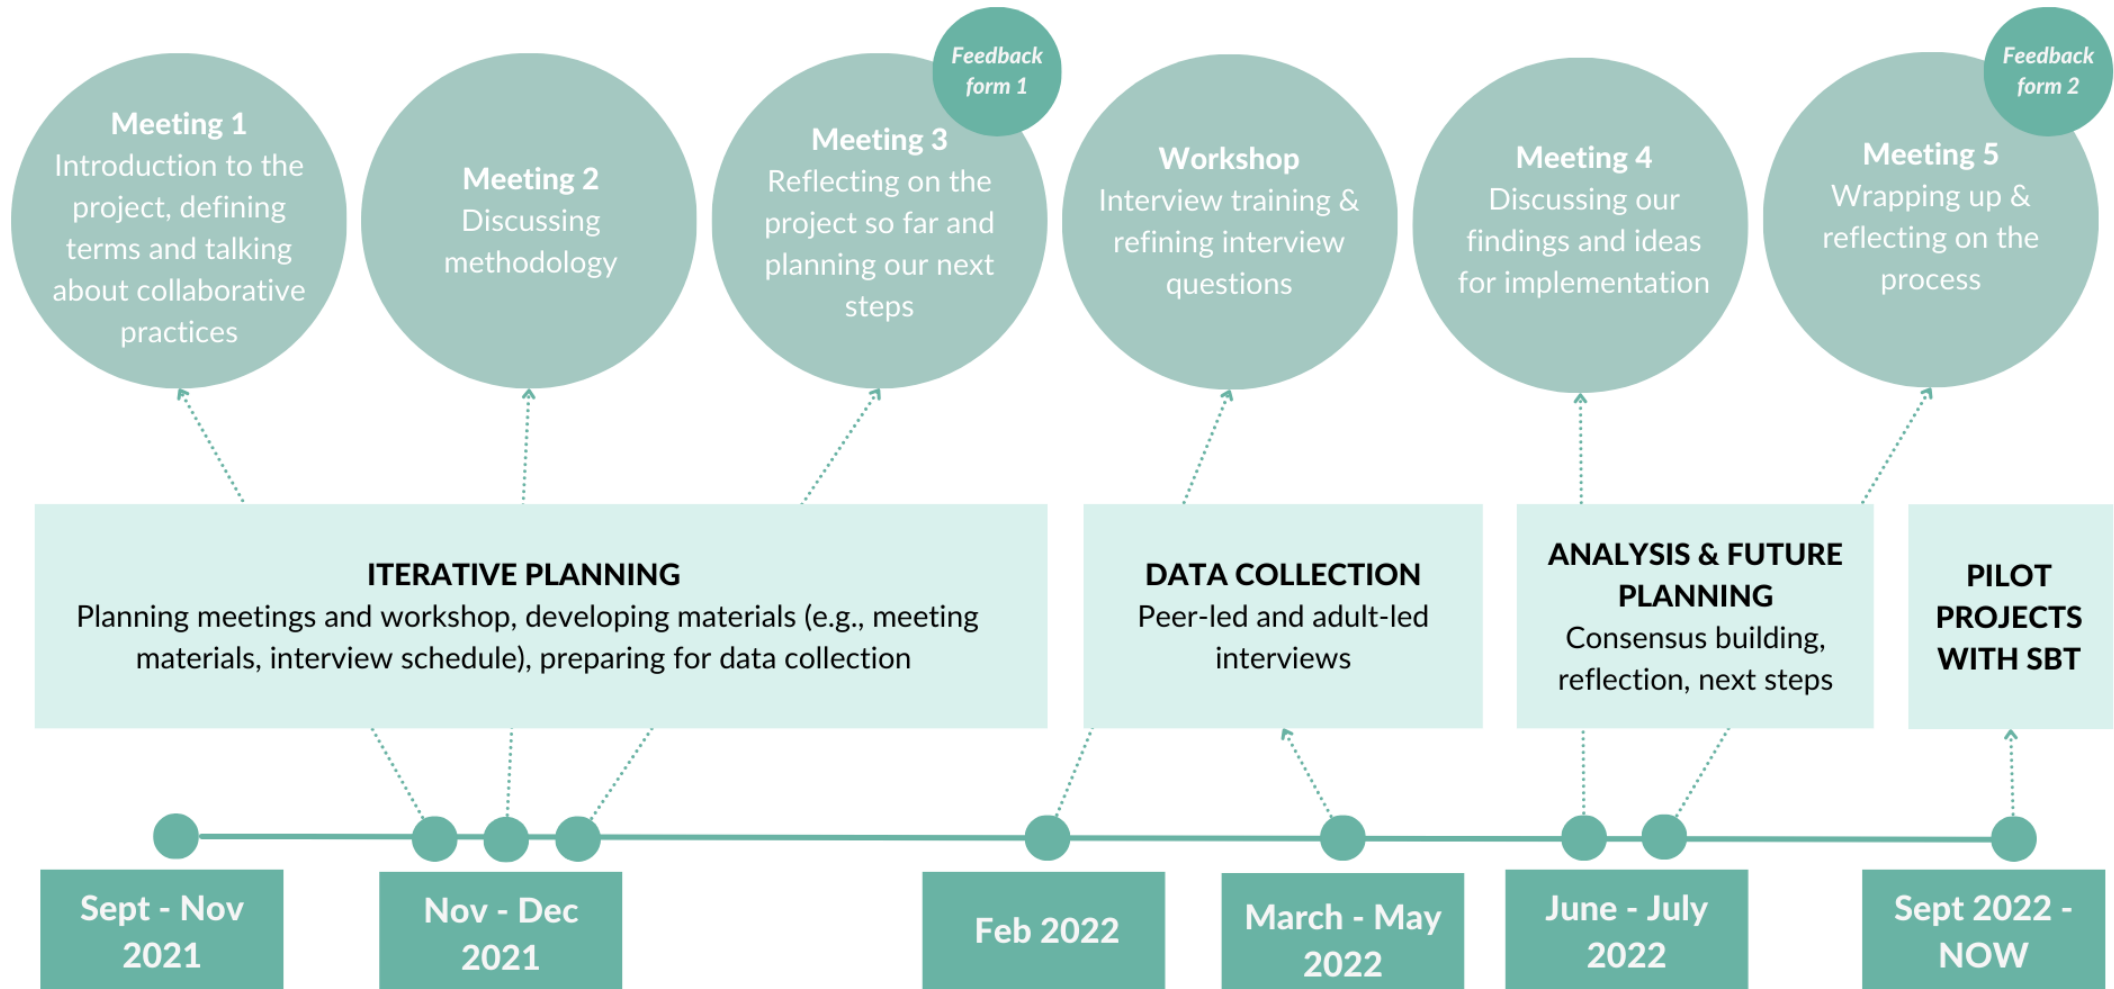 Meeting 1
Introduction to the
project, defining
terms and talking
about collaborative
practices
Meeting 2
Discussing
methodology
Feedback
form 1
Meeting 3
Reflecting on the
project so far and
planning our next
steps
Workshop
Interview training &
refining interview
questions
Meeting 4
Discussing our
findings and ideas
for implementation
Feedback
form 2
Meeting 5
Wrapping up &
reflecting on the
process
ITERATIVE PLANNING
Planning meetings and workshop, developing materials (e.g., meeting
materials, interview schedule), preparing for data collection
DATA COLLECTION
Peer-led and adult-led
interviews
ANALYSIS & FUTURE
PLANNING
Consensus building,
reflection, next steps
PILOT
PROJECTS
WITH SBT
Sept - Nov
2021
Nov - Dec
2021
Feb 2022
March - May
2022
June - July
2022
Sept 2022 -
NOW